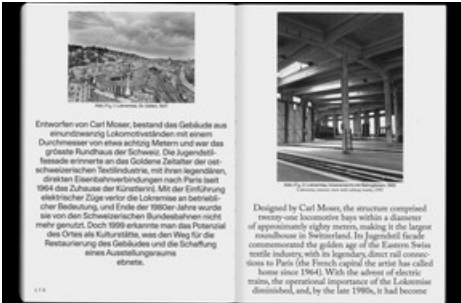 Abb./Fig. 1: Lokremise, St. Gallen, 1907
Entworfen von Carl Moser, bestand das Gebäude aus
einundzwanzig Lokomotivständen mit einem
Durchmesser von etwa achtzig Metern und war das
grösste Rundhaus der Schweiz. Die Jugendstil-
fassade erinnerte an das Goldene Zeitalter der ost-
schweizerischen Textilindustrie, mit ihren legendären,
direkten Eisenbahnverbindungen nach Paris (seit
1964 das Zuhause der Künstlerin). Mit der Einführung
elektrischer Züge verlor die Lokremise an betriebli-
cher Bedeutung, und Ende der 1980er-Jahre wurde
sie von den Schweizerischen Bundesbahnen nicht
mehr genutzt. Doch 1999 erkannte man das Potenzial
des Ortes als Kulturstätte, was den Weg für die
Restaurierung des Gebäudes und die Schaffung
eines Ausstellungsraums
ebnete.
Designed by Carl Moser, the structure comprised
twenty-one locomotive bays within a diameter
of approximately eighty meters, making it the largest
roundhouse in Switzerland. Its Jugendstil facade
commemorated the golden age of the Eastern Swiss
textile industry, with its legendary, direct rail connec-
tions to Paris (the French capital the artist has called
home since 1964). With the advent of electric
trains, the operational importance of the Lokremise
diminished, and, by the late 1980s, it had become